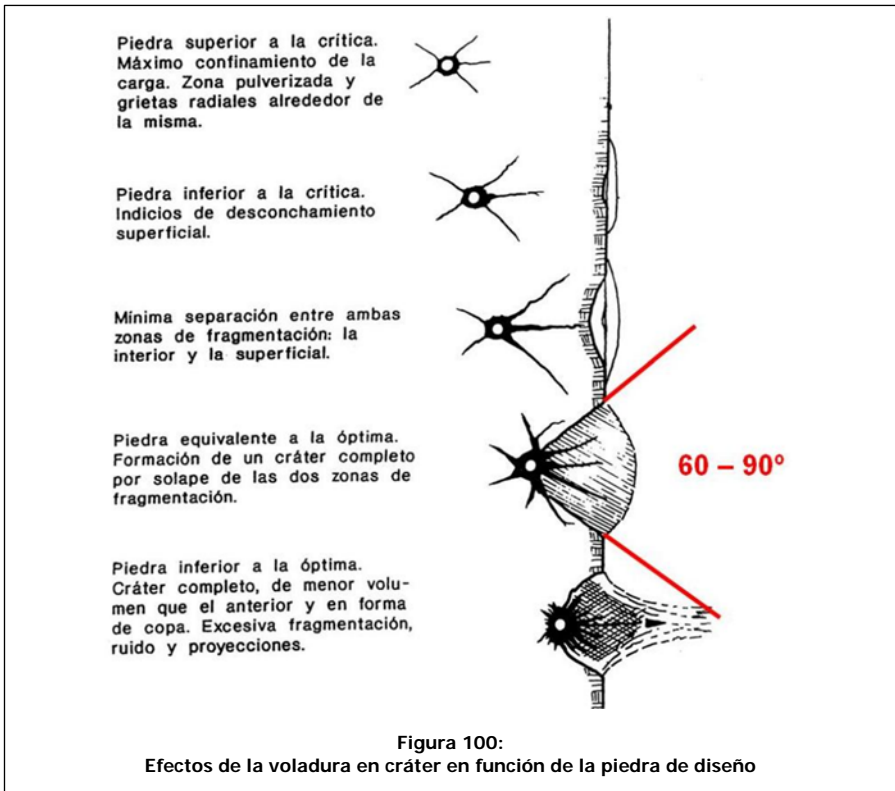 Piedra superior a la crítica.
Máximo confinamiento de la
carga. Zona pulverizada y
grietas radiales alrededor de
la misma.
Piedra inferior a la crítica.
Indicios de desconchamiento
superficial.
Mínima separación entre ambas
zonas de fragmentación: la
interior y la superficial.
Piedra equivalente a la óptima.
Formación de un cráter completo
por solape de las dos zonas de
fragmentación.
60 – 90º
Piedra inferior a la óptima.
Cráter completo, de menor volu-
men que el anterior y en forma
de copa. Excesiva fragmentación,
ruido y proyecciones.
Figura 100:
Efectos de la voladura en cráter en función de la piedra de diseño